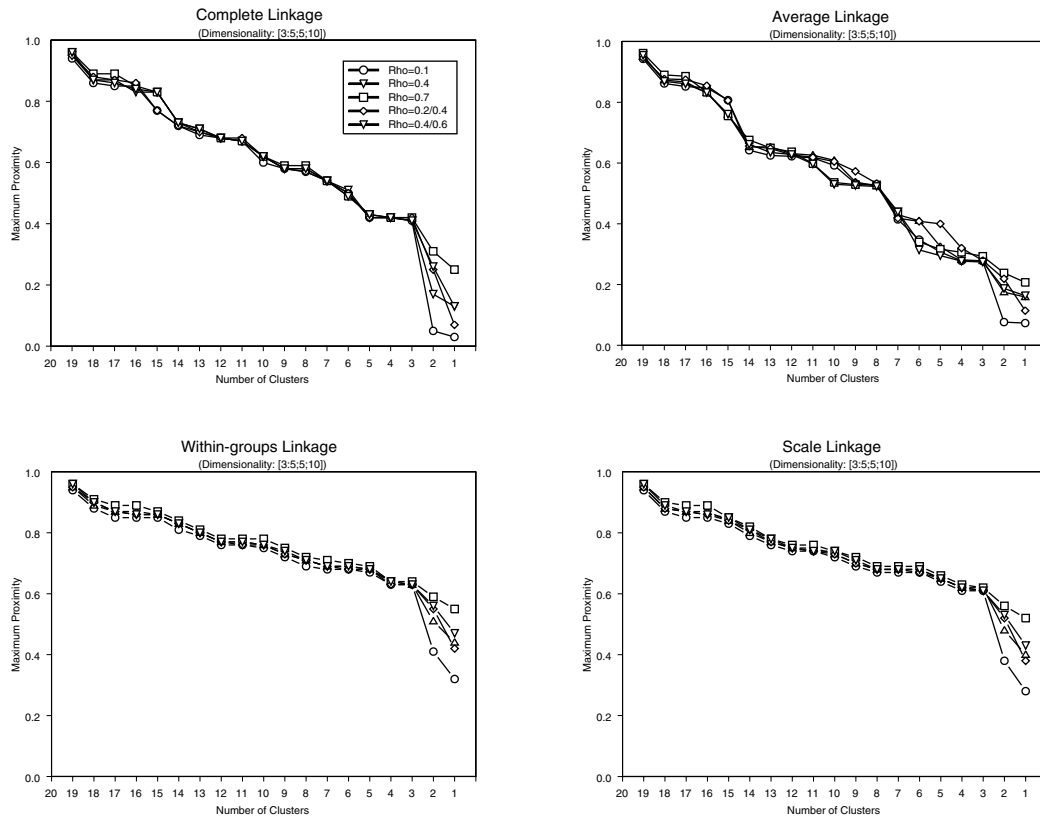 Complete Linkage
(Dimensionality: [3:5;5;10])
Maximum Proximity
1.0
0.8
0.6
0.4
0.2
0.0
Rho=0.1
Rho=0.4
Rho=0.7
Rho=0.2/0.4
Rho=0.4/0.6
20 19 18 17 16 15 14 13 12 11 10 9 8 7 6 5 4 3 2 1
Number of Clusters
Average Linkage
(Dimensionality: [3:5;5;10])
Maximum Proximity
1.0
0.8
0.6
0.4
0.2
0.0
20 19 18 17 16 15 14 13 12 11 10 9 8 7 6 5 4 3 2 1
Number of Clusters
Within-groups Linkage
(Dimensionality: [3:5;5;10])
Maximum Proximity
1.0
0.8
0.6
0.4
0.2
0.0
20 19 18 17 16 15 14 13 12 11 10 9 8 7 6 5 4 3 2 1
Number of Clusters
Scale Linkage
(Dimensionality: [3:5;5;10])
Maximum Proximity
1.0
0.8
0.6
0.4
0.2
0.0
20 19 18 17 16 15 14 13 12 11 10 9 8 7 6 5 4 3 2 1
Number of Clusters